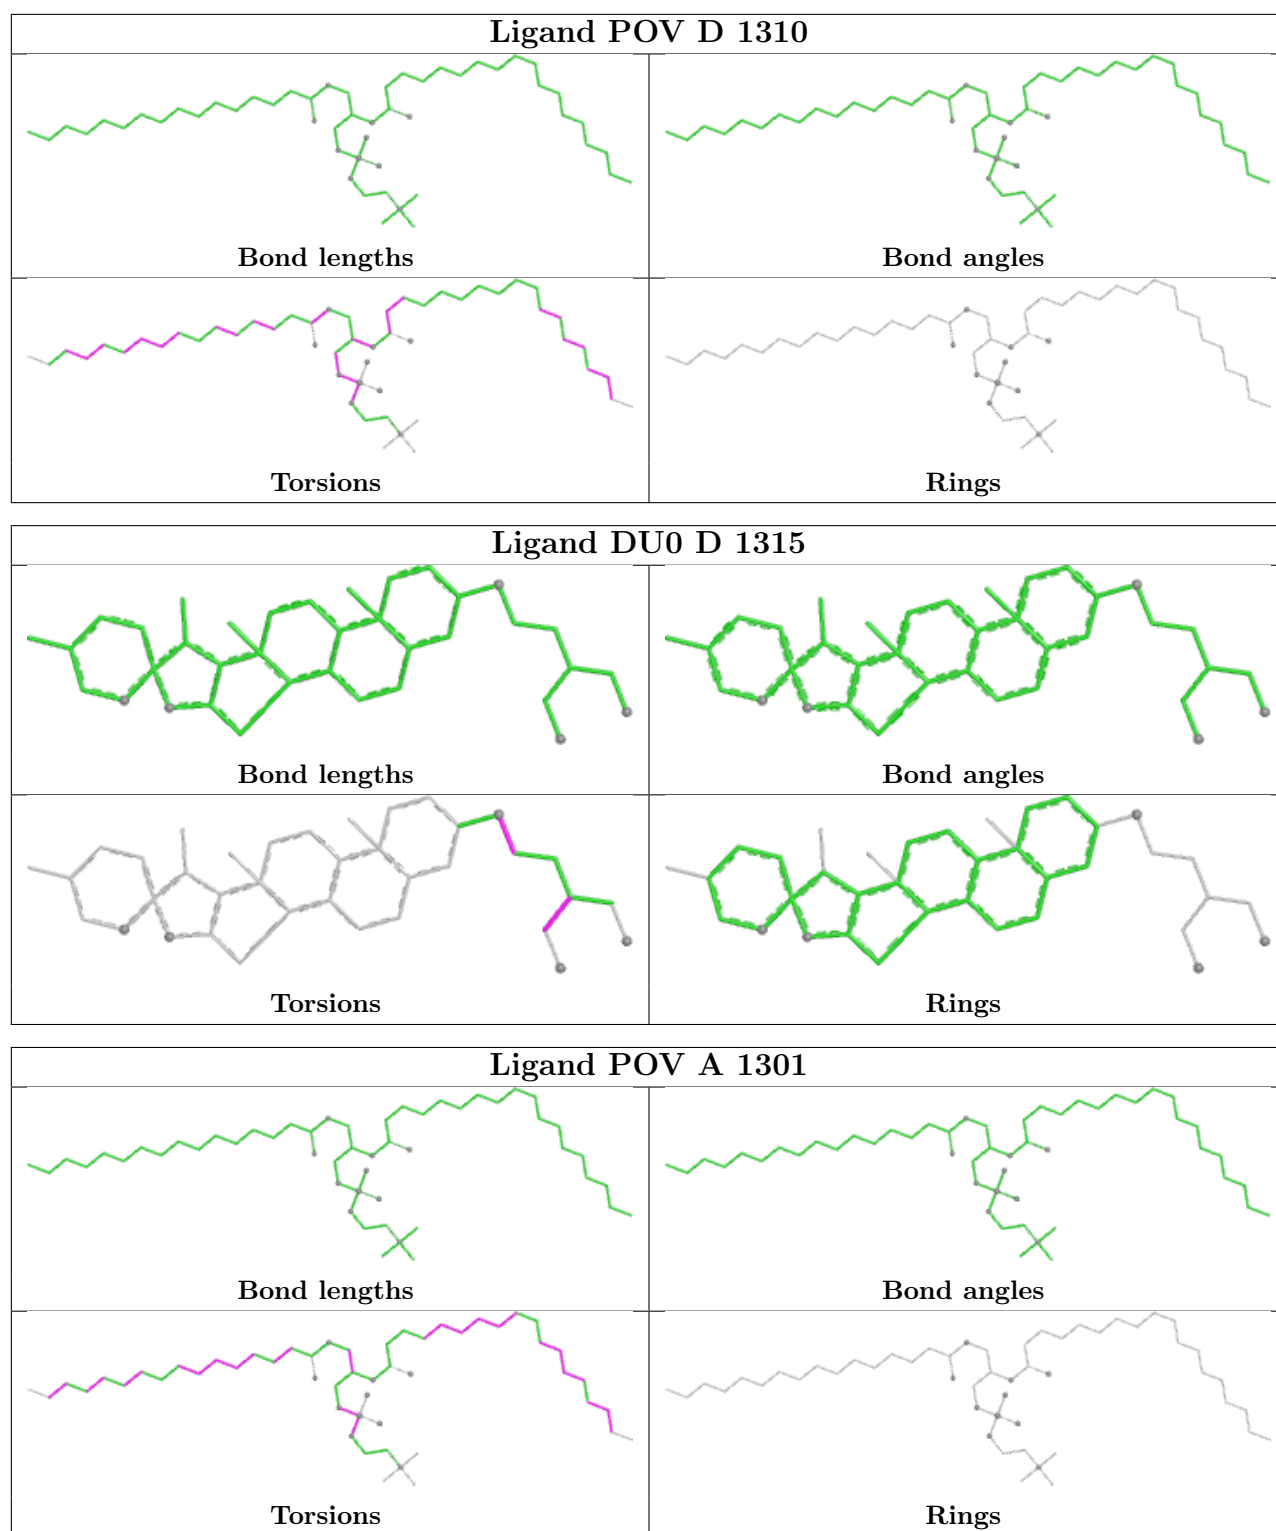 Ligand POV D 1310
Bond lengths
Bond angles
Torsions
Rings
Ligand DU0 D 1315
Bond lengths
Bond angles
Torsions
Rings
Ligand POV A 1301
Bond lengths
Bond angles
Torsions
Rings